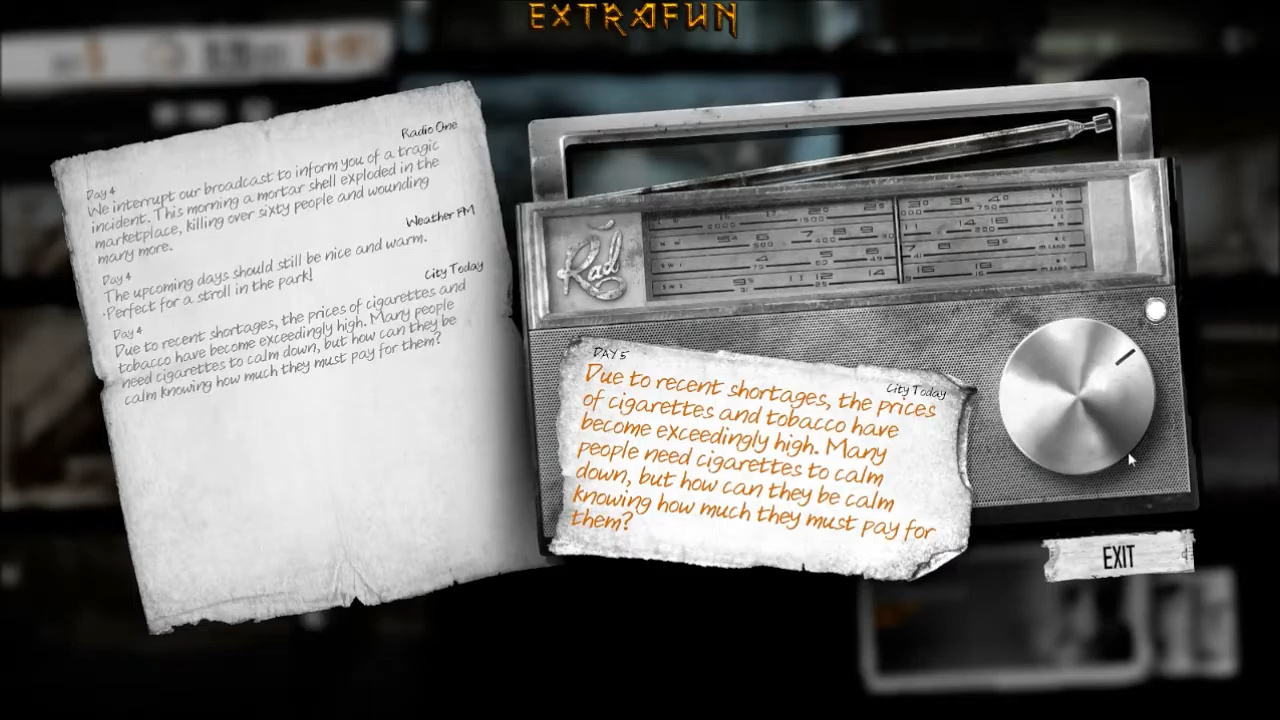 EXTRAFUN
Radio One
Day 4
We interrupt our broadcast to inform you of a tragic
incident. This morning a mortar shell exploded in the
marketplace, killing over sixty people and wounding
many more.
Weather FM
Day 4
The upcoming days should still be nice and warm.
Perfect for a stroll in the park!
City Today
Day 4
Due to recent shortages, the prices of cigarettes and
tobacco have become exceedingly high. Many people
need cigarettes to calm down, but how can they be
calm knowing how much they must pay for them?
Rad
DAY 5
City Today
Due to recent shortages, the prices
of cigarettes and tobacco have
become exceedingly high. Many
people need cigarettes to calm
down, but how can they be calm
knowing how much they must pay for
them?
EXIT